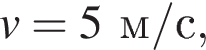 v = 5 м/с,